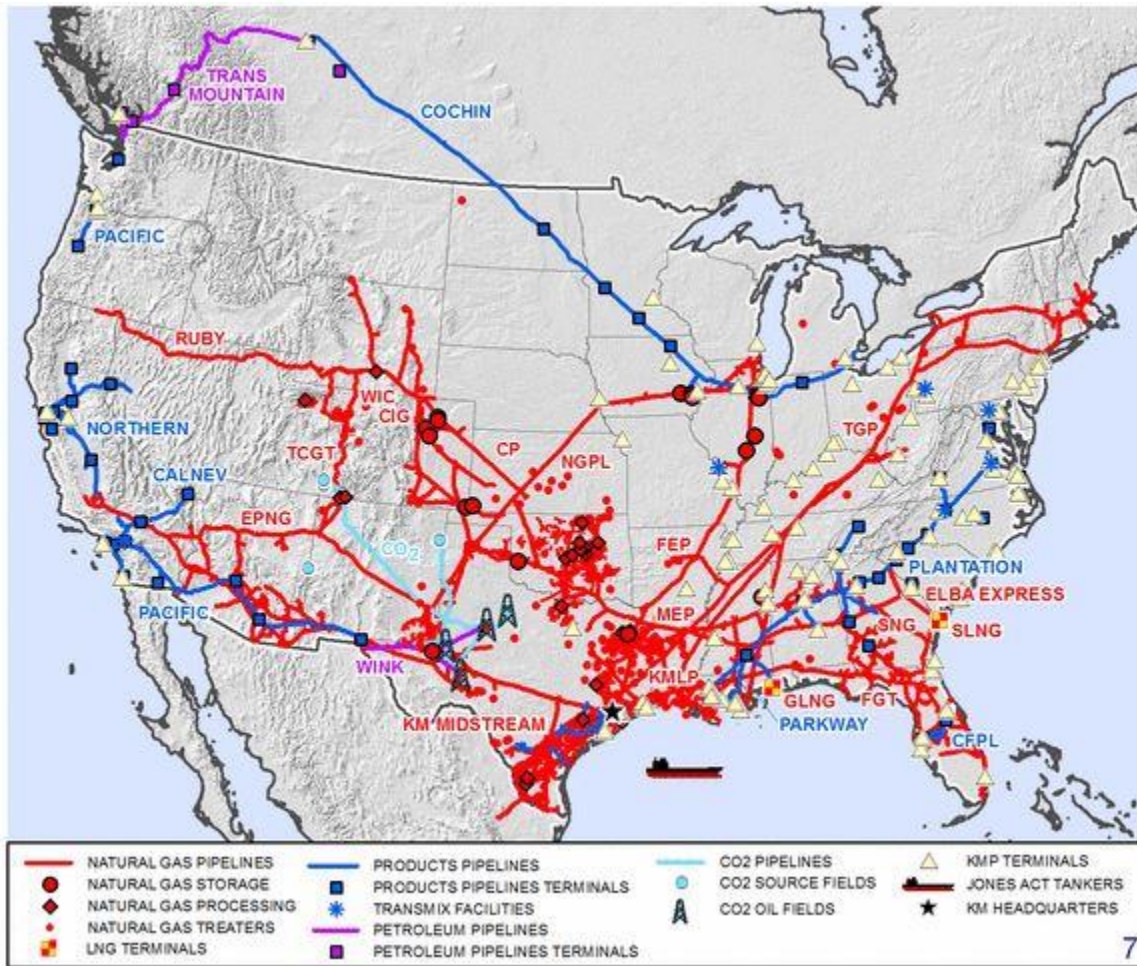 TRANS
MOUNTAIN
COCHIN
PACIFIC
RUBY
WIC
CIG
NORTHERN
TCGT
CP
NGPL
TGP
CALNEV
EPNG
CO2
FEP
PLANTATION
MEP
ELBA EXPRESS
PACIFIC
SNG
SLNG
WINK
KMLP
GLNG
FGT
KM MIDSTREAM
PARKWAY
CFPL
NATURAL GAS PIPELINES
NATURAL GAS STORAGE
NATURAL GAS PROCESSING
NATURAL GAS TREATERS
LNG TERMINALS
PRODUCTS PIPELINES
PRODUCTS PIPELINES TERMINALS
TRANSMIX FACILITIES
PETROLEUM PIPELINES
PETROLEUM PIPELINES TERMINALS
CO2 PIPELINES
CO2 SOURCE FIELDS
CO2 OIL FIELDS
KMP TERMINALS
JONES ACT TANKERS
KM HEADQUARTERS
7